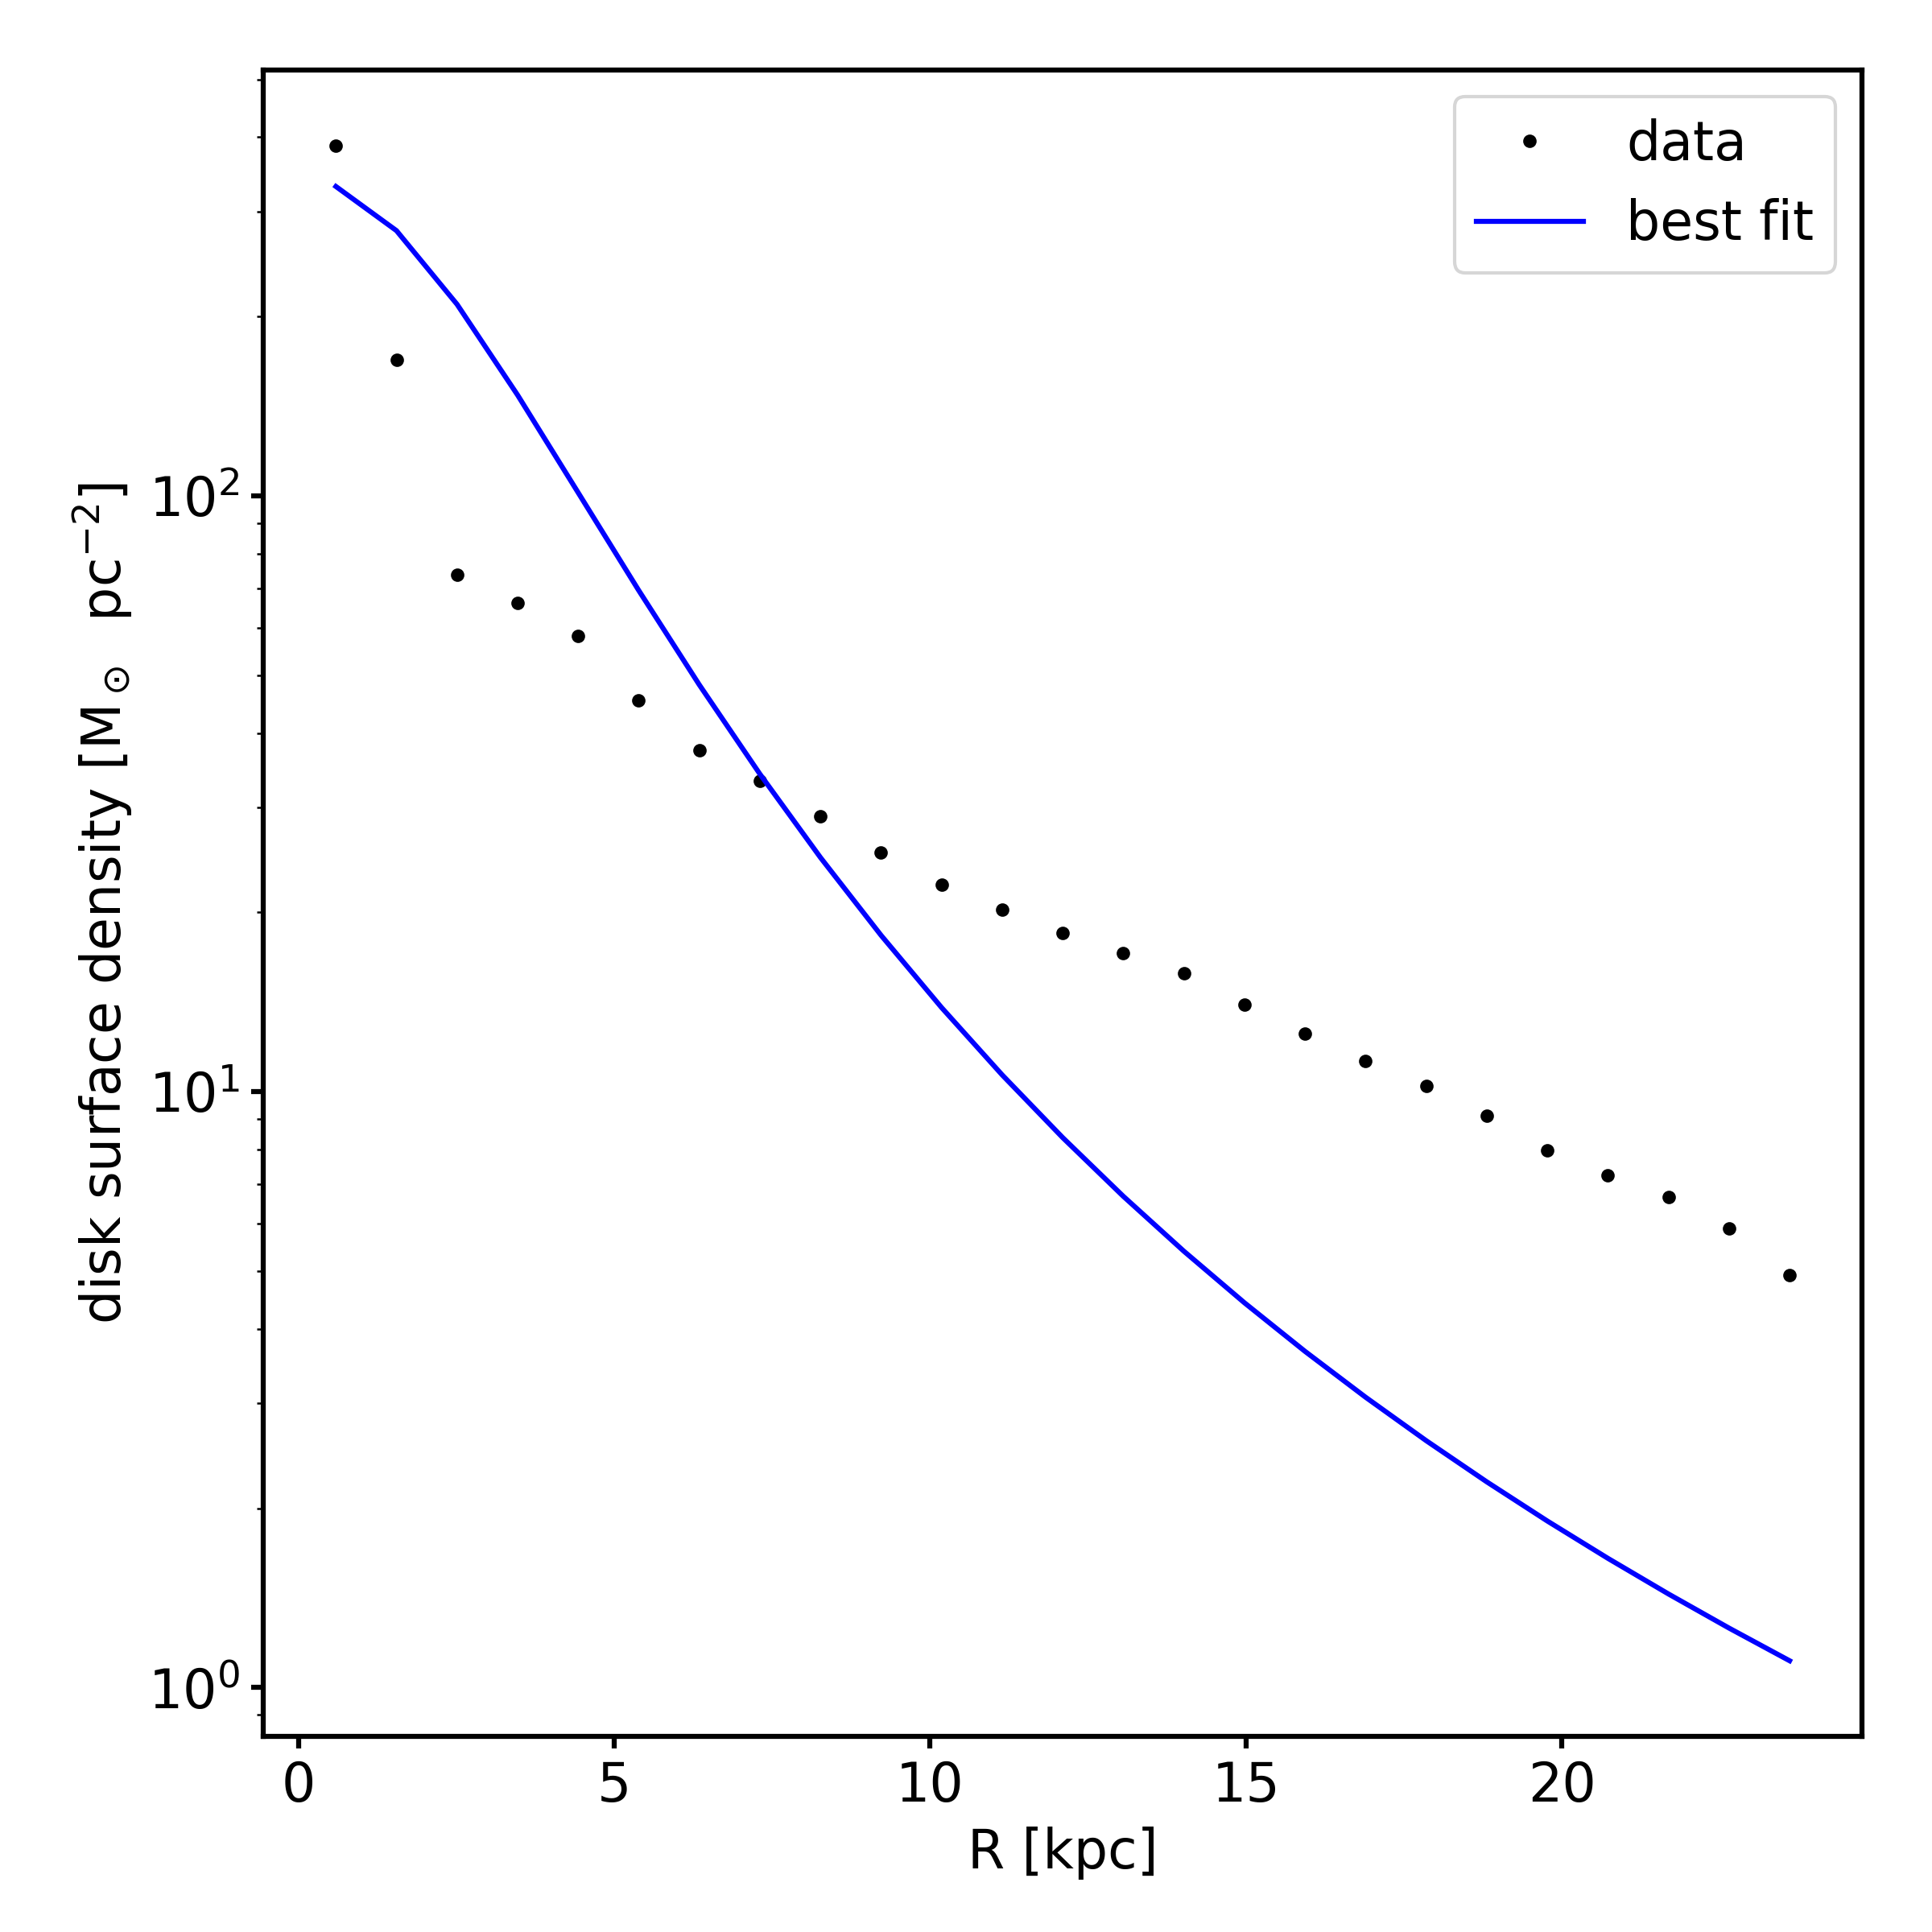 data
best fit
disk surface density [M⊙ pc⁻²]
10²
10¹
10⁰
0 5 10 15 20
R [kpc]